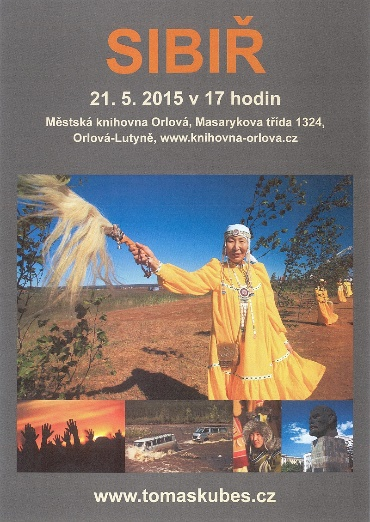 SIBIŘ
21. 5. 2015 v 17 hodin
Městská knihovna Orlová, Masarykova třída 1324,
Orlová-Lutyně, www.knihovna-orlova.cz
www.tomaskubes.cz